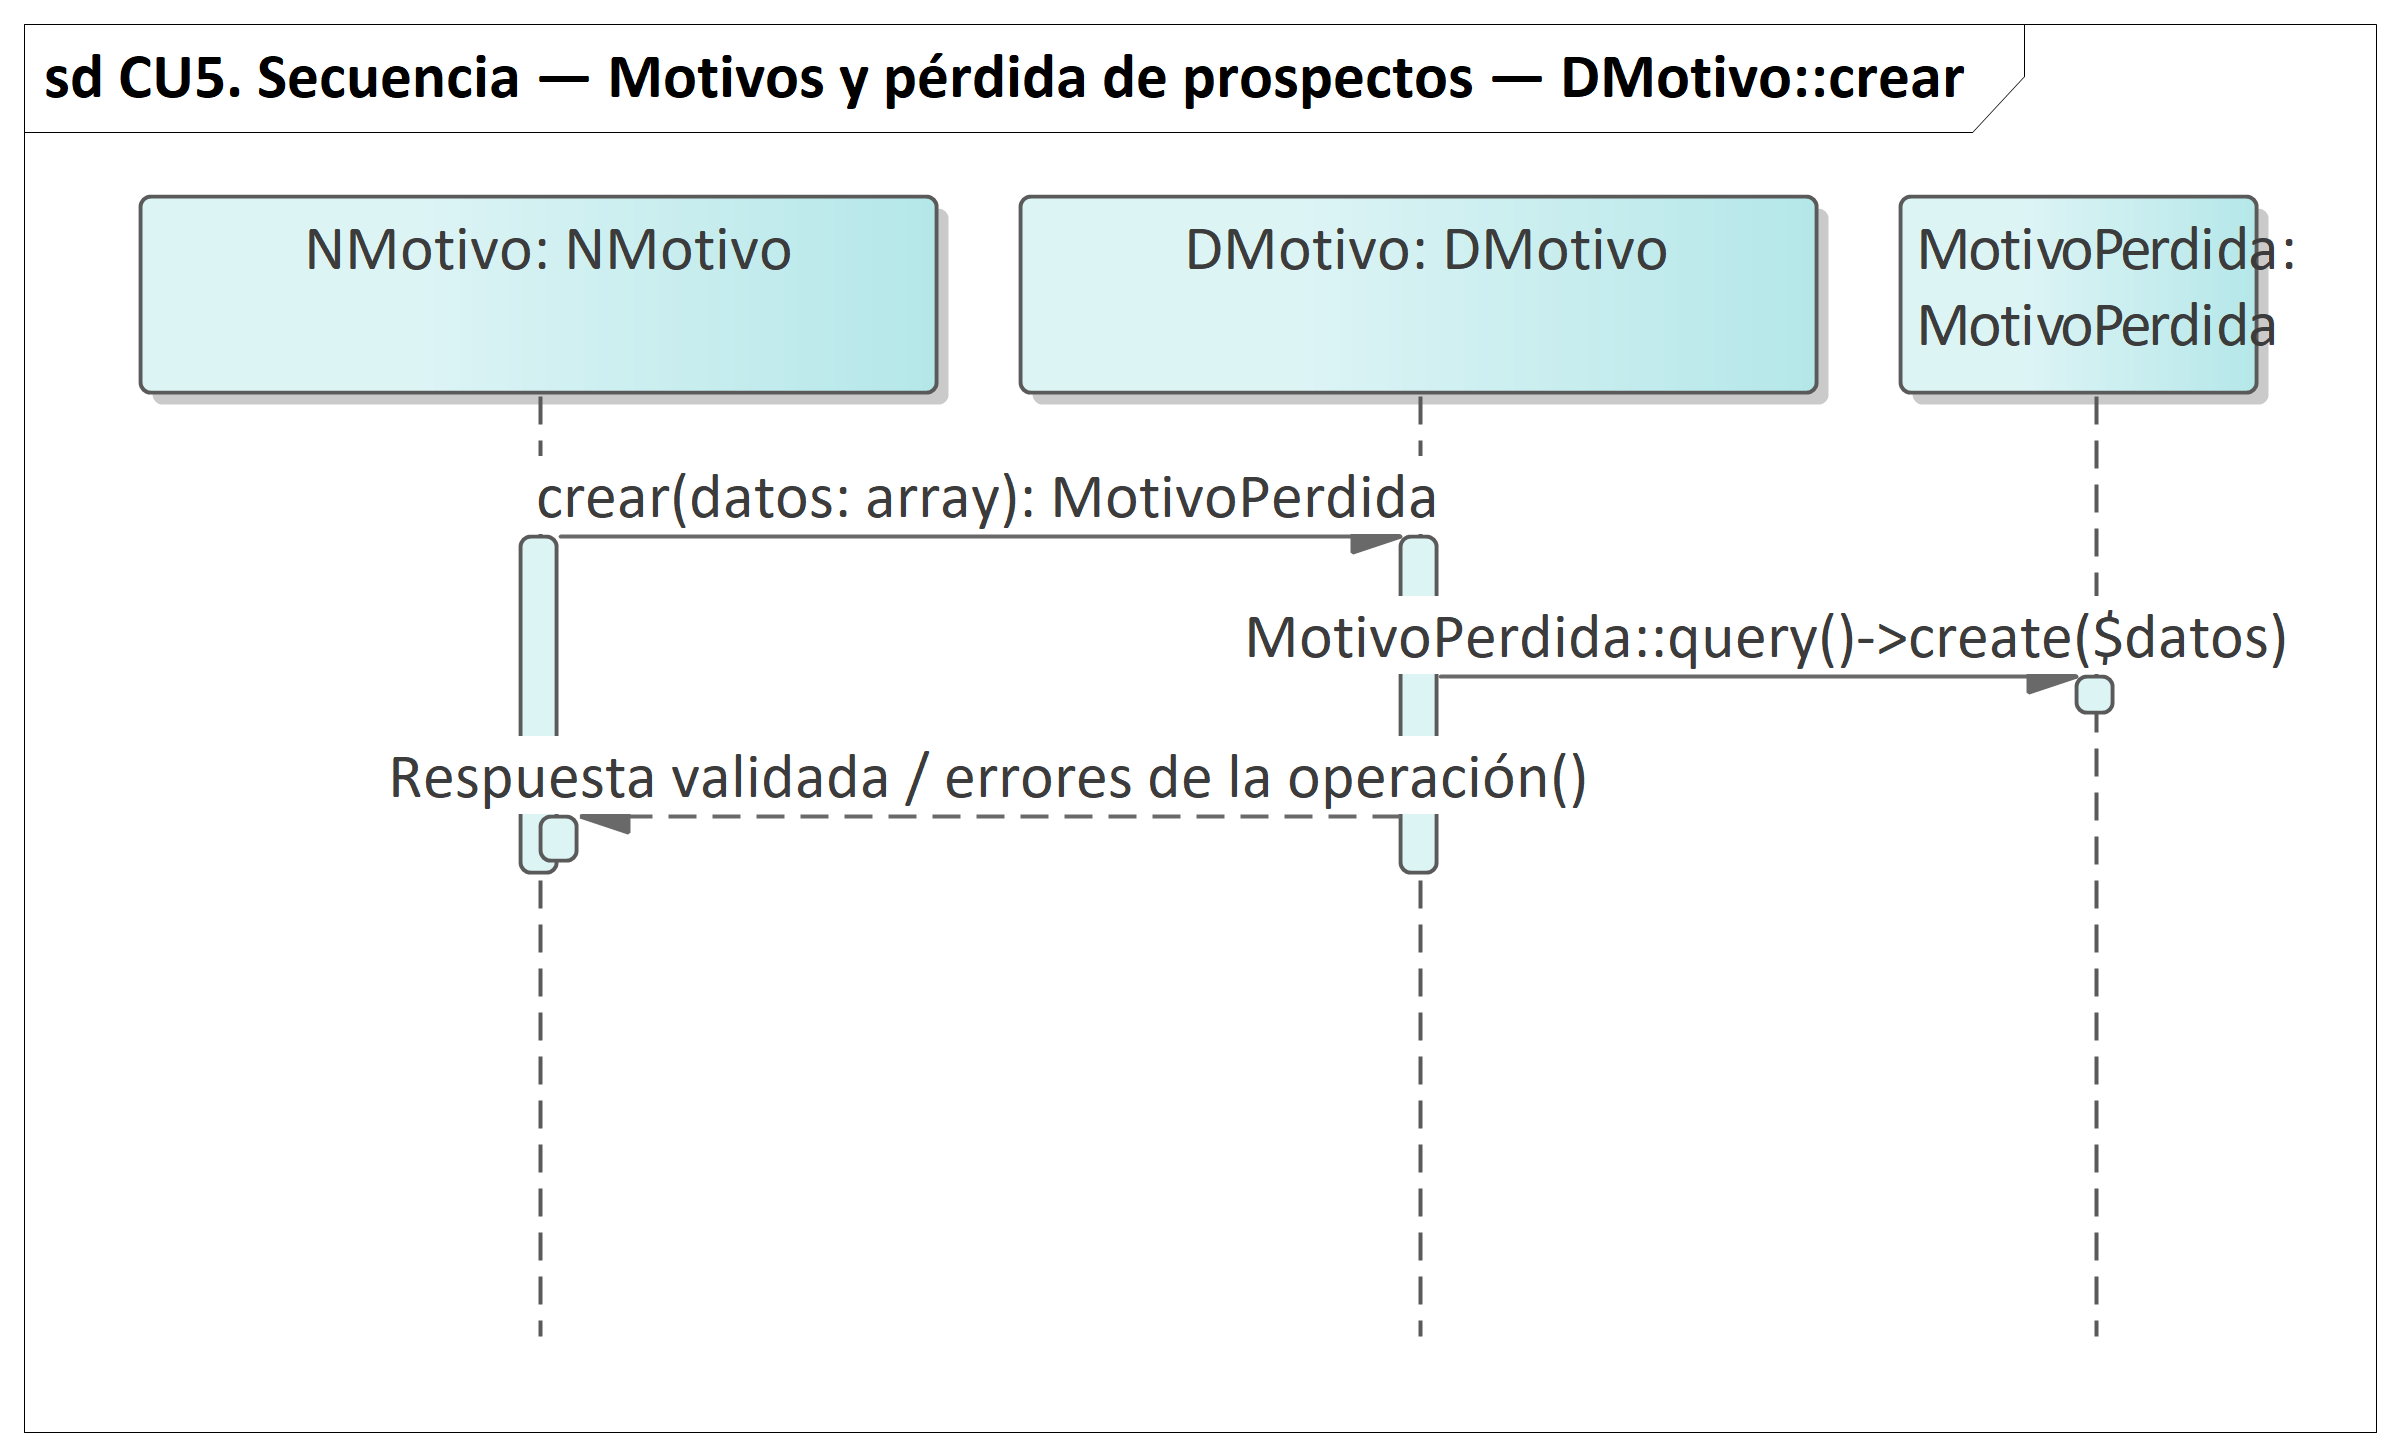 sd CU5. Secuencia — Motivos y pérdida de prospectos — DMotivo::crear
NMotivo: NMotivo
DMotivo: DMotivo
MotivoPerdida:
MotivoPerdida
crear(datos: array): MotivoPerdida
MotivoPerdida::query()->create($datos)
Respuesta validada / errores de la operación()